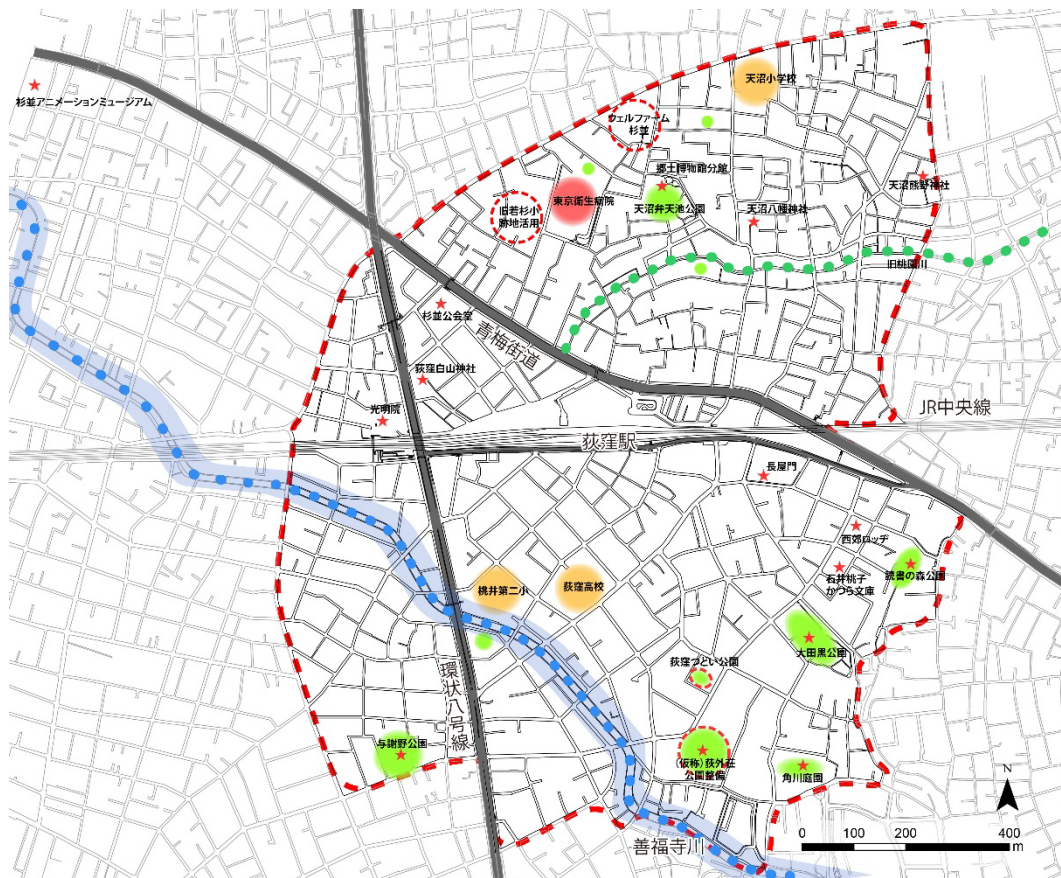 天沼小学校
杉並アニメーションミュージアム
ウェルファーム
杉並
郷土博物館分館
天沼熊野神社
東京衛生病院
旧若杉小
跡地活用
天沼弁天池公園
天沼八幡神社
旧桃園川
杉並公会堂
青梅街道
荻窪白山神社
光明院
JR中央線
荻窪駅
長屋門
西郊ロッヂ
読書の森公園
石井桃子
かつら文庫
桃井第二小
荻窪高校
大田黒公園
荻窪つどい公園
環状八号線
与謝野公園
(仮称)荻外荘
公園整備
角川庭園
N
0 100 200 400
m
善福寺川